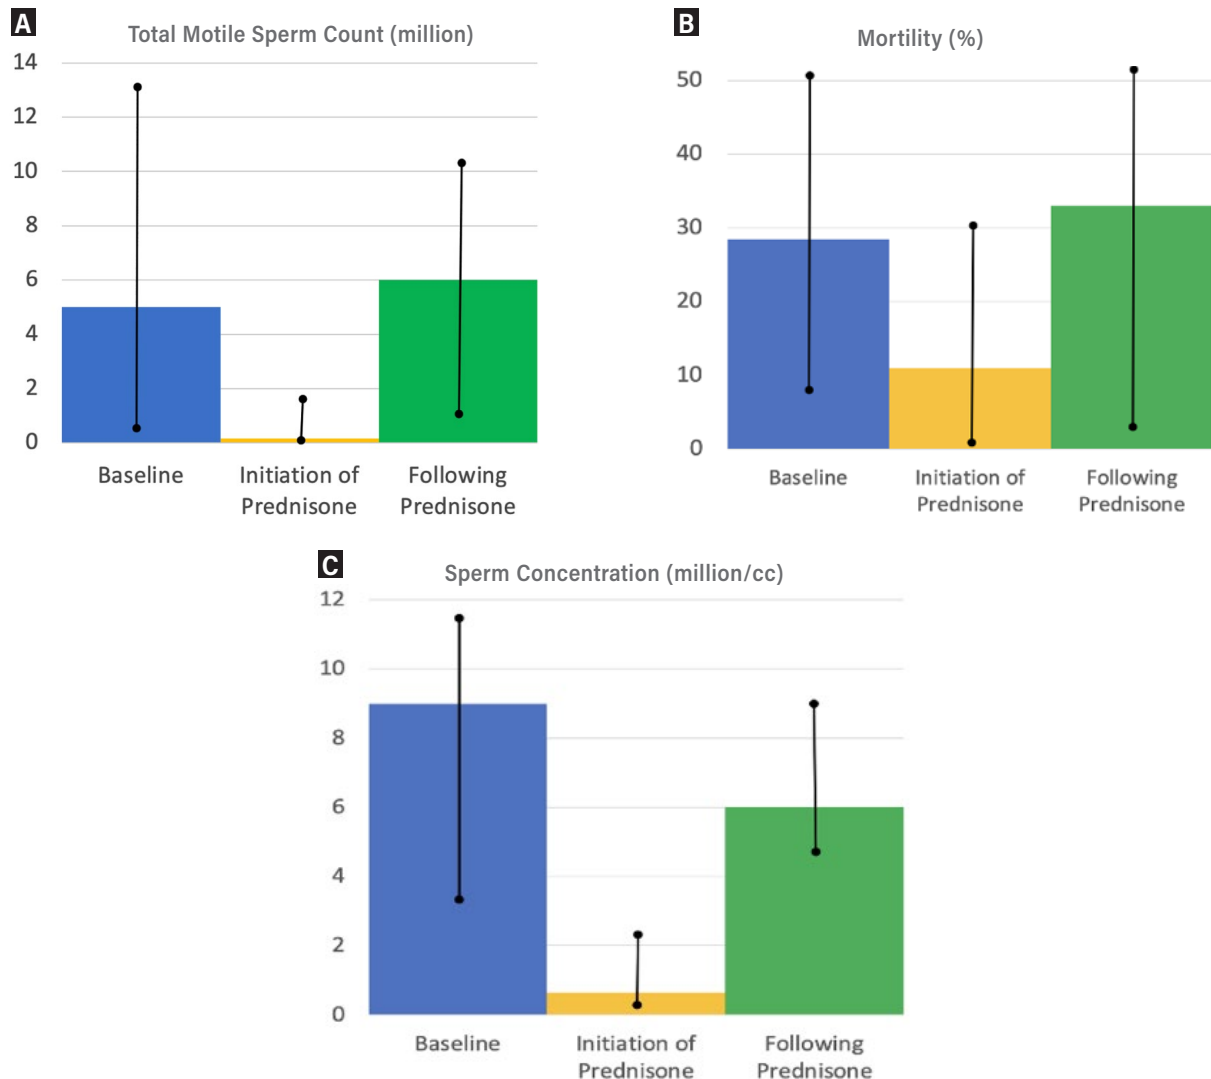 A
Total Motile Sperm Count (million)
14
12
10
8
6
4
2
0
Baseline
Initiation of
Prednisone
Following
Prednisone
B
Mortility (%)
50
40
30
20
10
0
Baseline
Initiation of
Prednisone
Following
Prednisone
C
Sperm Concentration (million/cc)
12
10
8
6
4
2
0
Baseline
Initiation of
Prednisone
Following
Prednisone